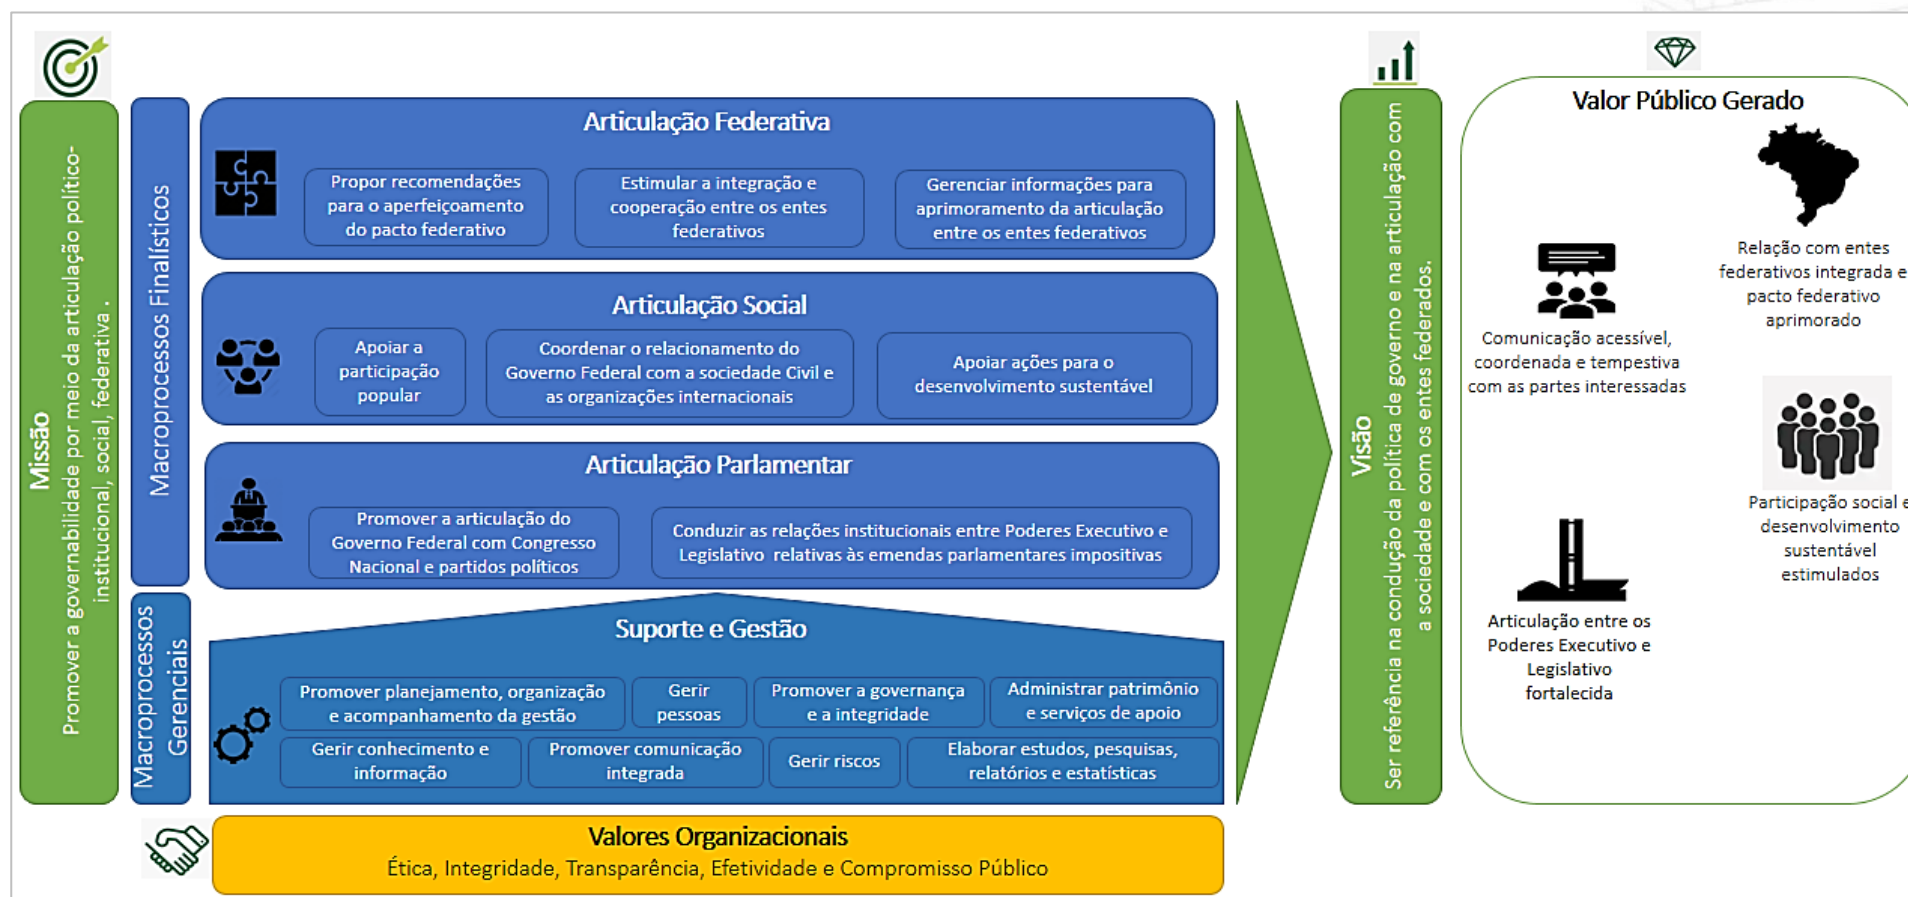 Missão
Promover a governabilidade por meio da articulação político-
institucional, social, federativa .
Macroprocessos Finalísticos
Articulação Federativa
Propor recomendações
para o aperfeiçoamento
do pacto federativo
Estimular a integração e
cooperação entre os entes
federativos
Gerenciar informações para
aprimoramento da articulação
entre os entes federativos
Articulação Social
Apoiar a
participação
popular
Coordenar o relacionamento do
Governo Federal com a sociedade Civil e
as organizações internacionais
Apoiar ações para o
desenvolvimento sustentável
Articulação Parlamentar
Promover a articulação do
Governo Federal com Congresso
Nacional e partidos políticos
Conduzir as relações institucionais entre Poderes Executivo e
Legislativo relativas às emendas parlamentares impositivas
Macroprocessos
Gerenciais
Suporte e Gestão
Promover planejamento, organização
e acompanhamento da gestão
Gerir
pessoas
Promover a governança
e a integridade
Administrar patrimônio
e serviços de apoio
Gerir conhecimento e
informação
Promover comunicação
integrada
Gerir riscos
Elaborar estudos, pesquisas,
relatórios e estatísticas
Valores Organizacionais
Ética, Integridade, Transparência, Efetividade e Compromisso Público
Visão
Ser referência na condução da política de governo e na articulação com
a sociedade e com os entes federados.
Valor Público Gerado
Relação com entes
federativos integrada e
pacto federativo
aprimorado
Comunicação acessível,
coordenada e tempestiva
com as partes interessadas
Participação social e
desenvolvimento
sustentável
estimulados
Articulação entre os
Poderes Executivo e
Legislativo
fortalecida